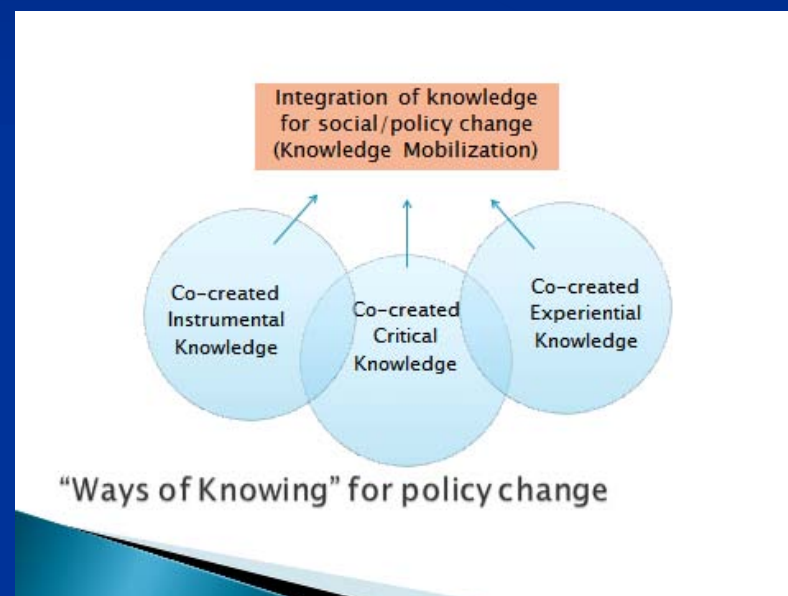 Integration of knowledge
for social/policy change
(Knowledge Mobilization)
Co-created
Instrumental
Knowledge
Co-created
Critical
Knowledge
Co-created
Experiential
Knowledge
“Ways of Knowing” for policy change